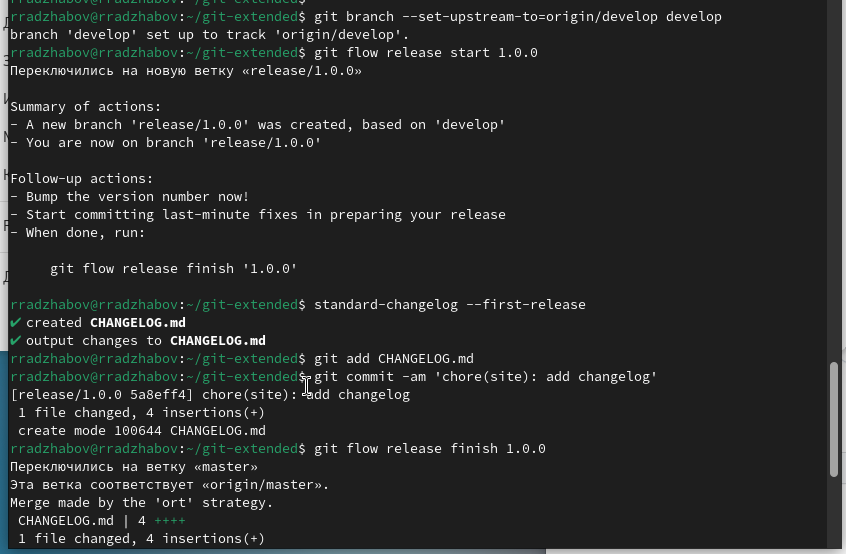 rradzhabov@rradzhabov:~/git-extended$ git branch --set-upstream-to=origin/develop develop
branch 'develop' set up to track 'origin/develop'.
rradzhabov@rradzhabov:~/git-extended$ git flow release start 1.0.0
Переключились на новую ветку «release/1.0.0»
Summary of actions:
- A new branch 'release/1.0.0' was created, based on 'develop'
- You are now on branch 'release/1.0.0'
Follow-up actions:
- Bump the version number now!
- Start committing last-minute fixes in preparing your release
- When done, run:
git flow release finish '1.0.0'
rradzhabov@rradzhabov:~/git-extended$ standard-changelog --first-release
✔ created CHANGELOG.md
✔ output changes to CHANGELOG.md
rradzhabov@rradzhabov:~/git-extended$ git add CHANGELOG.md
rradzhabov@rradzhabov:~/git-extended$ git commit -am 'chore(site): add changelog'
[release/1.0.0 5a8eff4] chore(site): add changelog
1 file changed, 4 insertions(+)
create mode 100644 CHANGELOG.md
rradzhabov@rradzhabov:~/git-extended$ git flow release finish 1.0.0
Переключились на ветку «master»
Эта ветка соответствует «origin/master».
Merge made by the 'ort' strategy.
CHANGELOG.md | 4 ++++
1 file changed, 4 insertions(+)